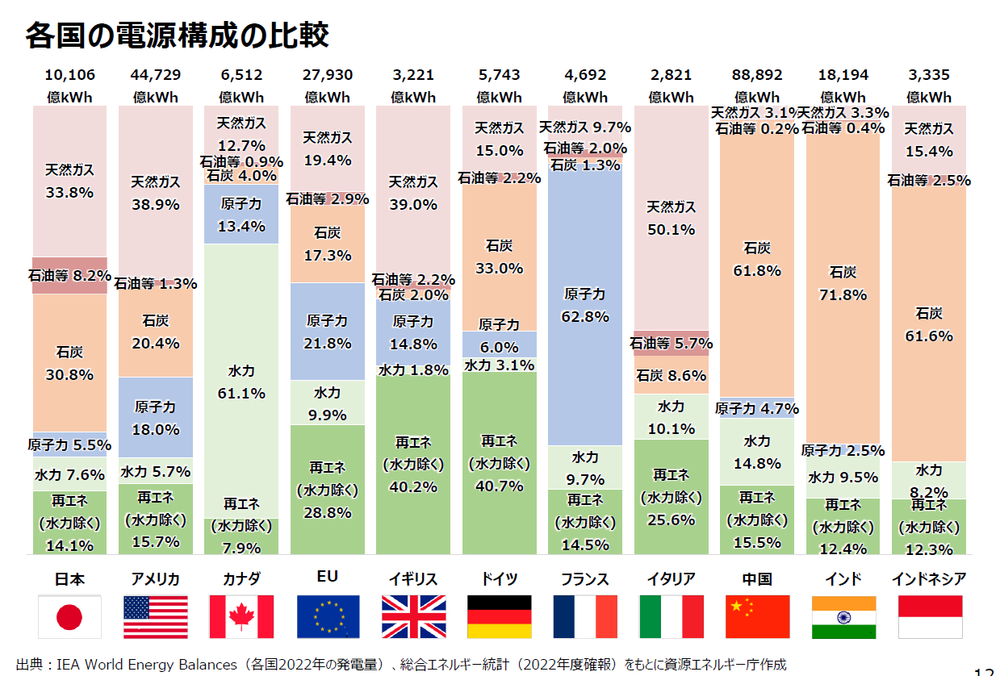 各国の電源構成の比較
10,106
億kWh
天然ガス
33.8%
石油等 8.2%
石炭
30.8%
原子力 5.5%
水力 7.6%
再エネ
(水力除く)
14.1%
日本
44,729
億kWh
天然ガス
38.9%
石油等 1.3%
石炭
20.4%
原子力
18.0%
水力 5.7%
再エネ
(水力除く)
15.7%
アメリカ
6,512
億kWh
天然ガス
12.7%
石油等 0.9%
石炭 4.0%
原子力
13.4%
水力
61.1%
再エネ
(水力除く)
7.9%
カナダ
27,930
億kWh
天然ガス
19.4%
石油等 2.9%
石炭
17.3%
原子力
21.8%
水力
9.9%
再エネ
(水力除く)
28.8%
EU
3,221
億kWh
天然ガス
39.0%
石油等 2.2%
石炭 2.0%
原子力
14.8%
水力 1.8%
再エネ
(水力除く)
40.2%
イギリス
5,743
億kWh
天然ガス
15.0%
石油等 2.2%
石炭
33.0%
原子力
6.0%
水力 3.1%
再エネ
(水力除く)
40.7%
ドイツ
4,692
億kWh
天然ガス 9.7%
石油等 2.0%
石炭 1.3%
原子力
62.8%
水力
9.7%
再エネ
(水力除く)
14.5%
フランス
2,821
億kWh
天然ガス
50.1%
石油等 5.7%
石炭 8.6%
水力
10.1%
再エネ
(水力除く)
25.6%
イタリア
88,892
億kWh
天然ガス 3.1%
石油等 0.2%
石炭
61.8%
原子力 4.7%
水力
14.8%
再エネ
(水力除く)
15.5%
中国
18,194
億kWh
天然ガス 3.3%
石油等 0.4%
石炭
71.8%
原子力 2.5%
水力 9.5%
再エネ
(水力除く)
12.4%
インド
3,335
億kWh
天然ガス
15.4%
石油等 2.5%
石炭
61.6%
水力
8.2%
再エネ
(水力除く)
12.3%
インドネシア
出典：IEA World Energy Balances（各国2022年の発電量）、総合エネルギー統計（2022年度確報）をもとに資源エネルギー庁作成